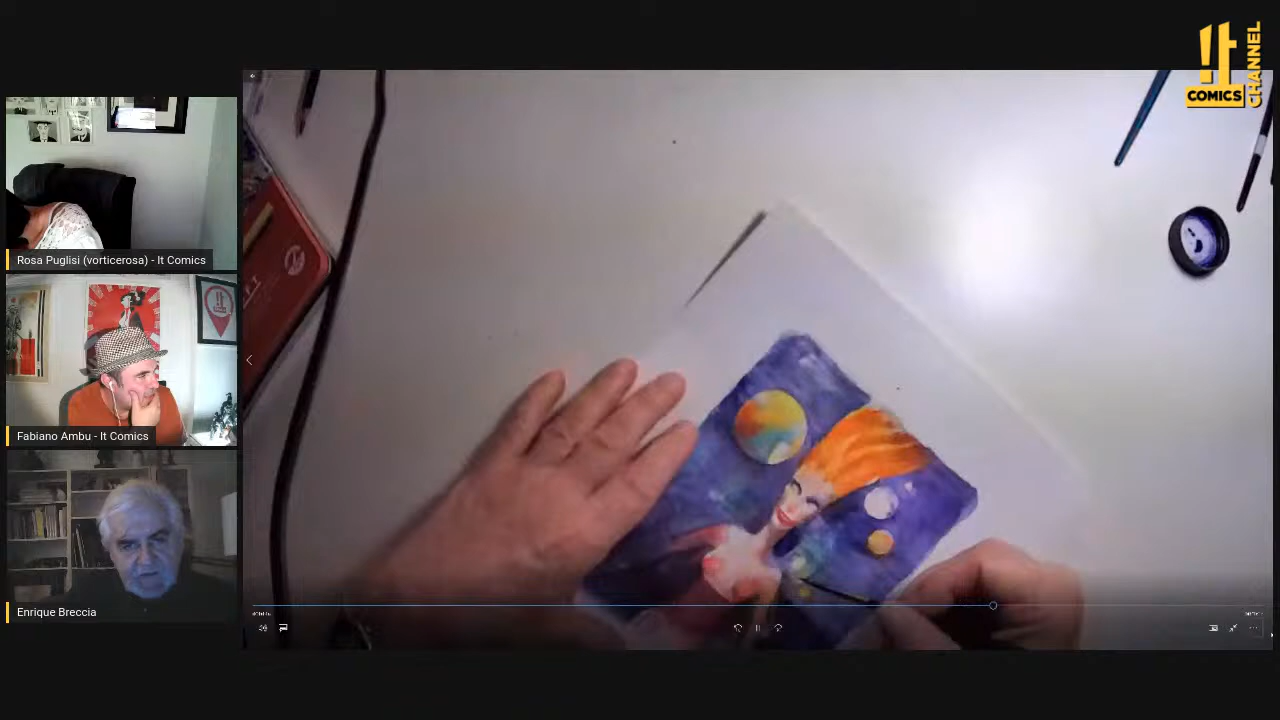 !t
COMICS
CHANNEL
Rosa Puglisi (vorticerosa) - It Comics
Fabiano Ambu - It Comics
Enrique Breccia